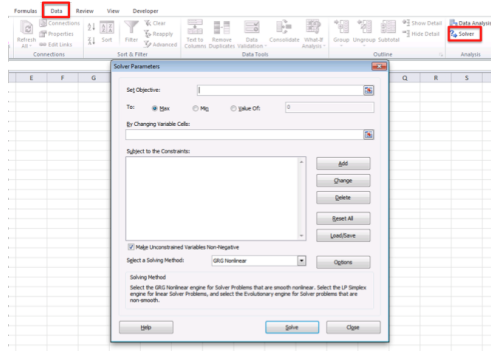 Formulas Data Review View Developer
Connections Clear Show Detail Data Analysis
Properties Reapply Hide Detail Solver
Refresh All Edit Links Sort Filter Advanced Text to Columns Remove Duplicates Data Validation Consolidate What-If Analysis Group Ungroup Subtotal
Connections Sort & Filter Data Tools Outline Analysis
E F G Q R S
Solver Parameters
Set Objective:
To: Max Min Value Of: 0
By Changing Variable Cells:
Subject to the Constraints:
Add
Change
Delete
Reset All
Load/Save
Make Unconstrained Variables Non-Negative
Select a Solving Method: GRG Nonlinear Options
Solving Method
Select the GRG Nonlinear engine for Solver Problems that are smooth nonlinear. Select the LP Simplex
engine for linear Solver Problems, and select the Evolutionary engine for Solver problems that are
non-smooth.
Help Solve Close